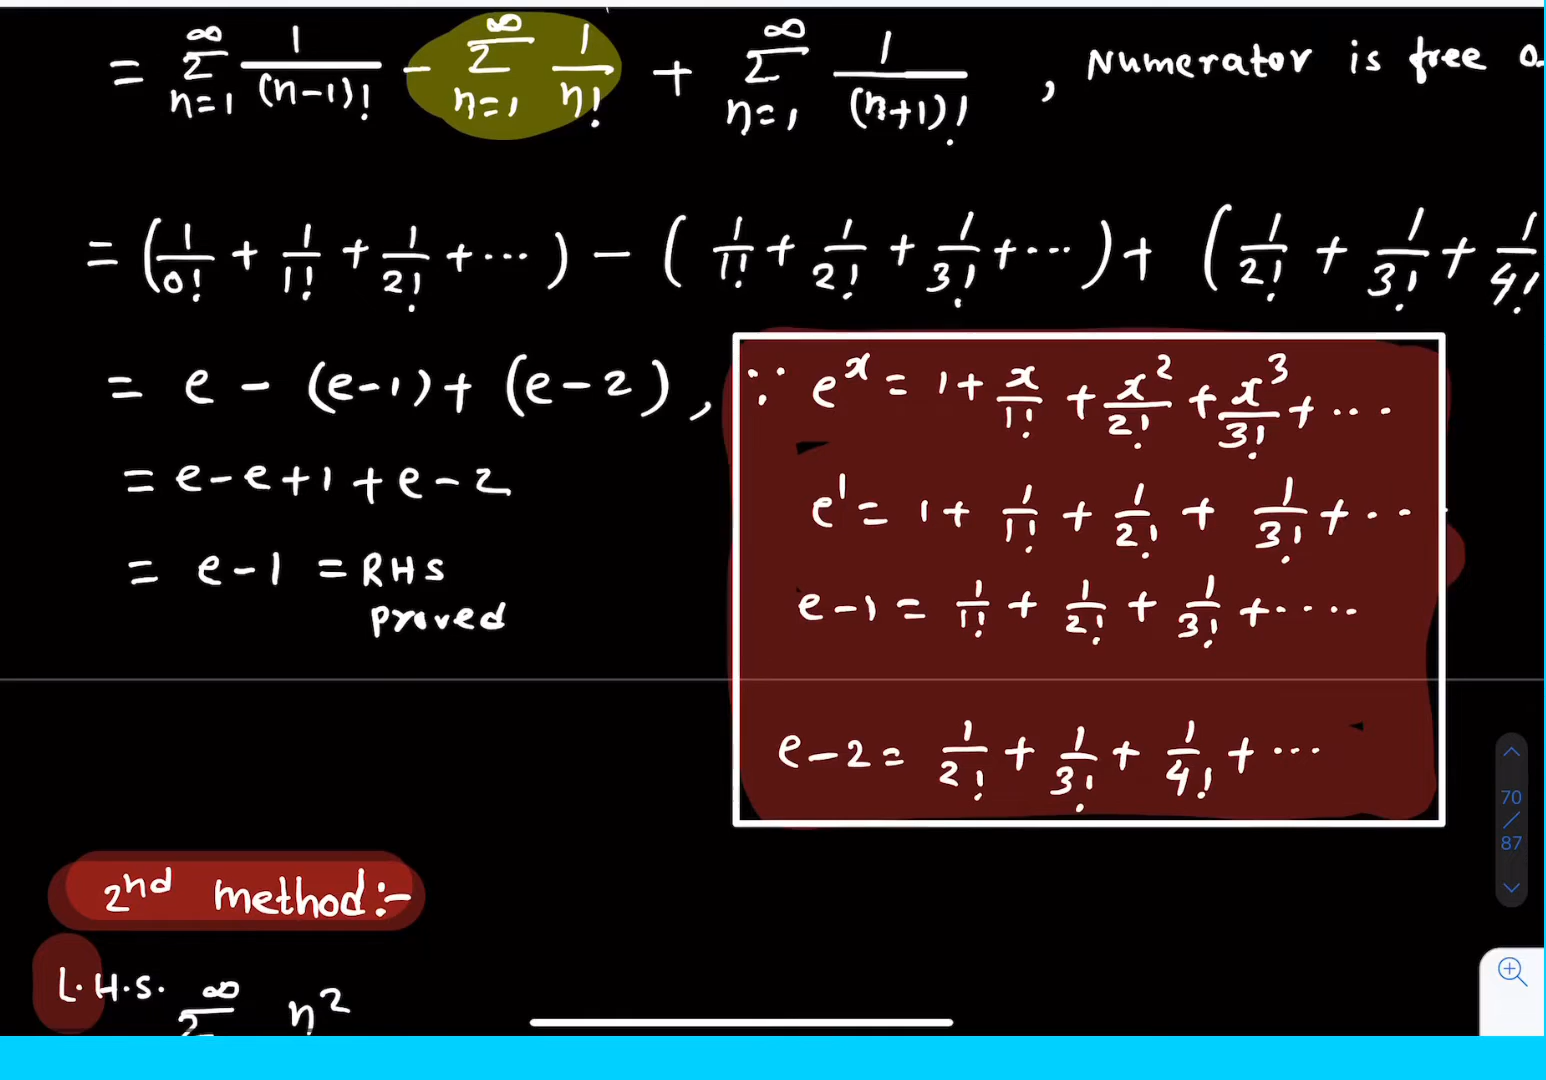 = ∞Σn=1 1/(n-1)! - ∞Σn=1 1/n! + ∞Σn=1 1/(n+1)! , Numerator is free
= (1/0! + 1/1! + 1/2! + ...) - (1/1! + 1/2! + 1/3! + ...) + (1/2! + 1/3! + 1/4!
= e - (e-1) + (e-2),
= e-e+1+e-2
= e-1 = RHS
proved
∵ e^x = 1 + x/1! + x^2/2! + x^3/3! + ...
e^1 = 1 + 1/1! + 1/2! + 1/3! + ...
e-1 = 1/1! + 1/2! + 1/3! + ....
e-2 = 1/2! + 1/3! + 1/4! + ...
70
/
87
2nd method:-
L.H.S. ∞Σ n^2